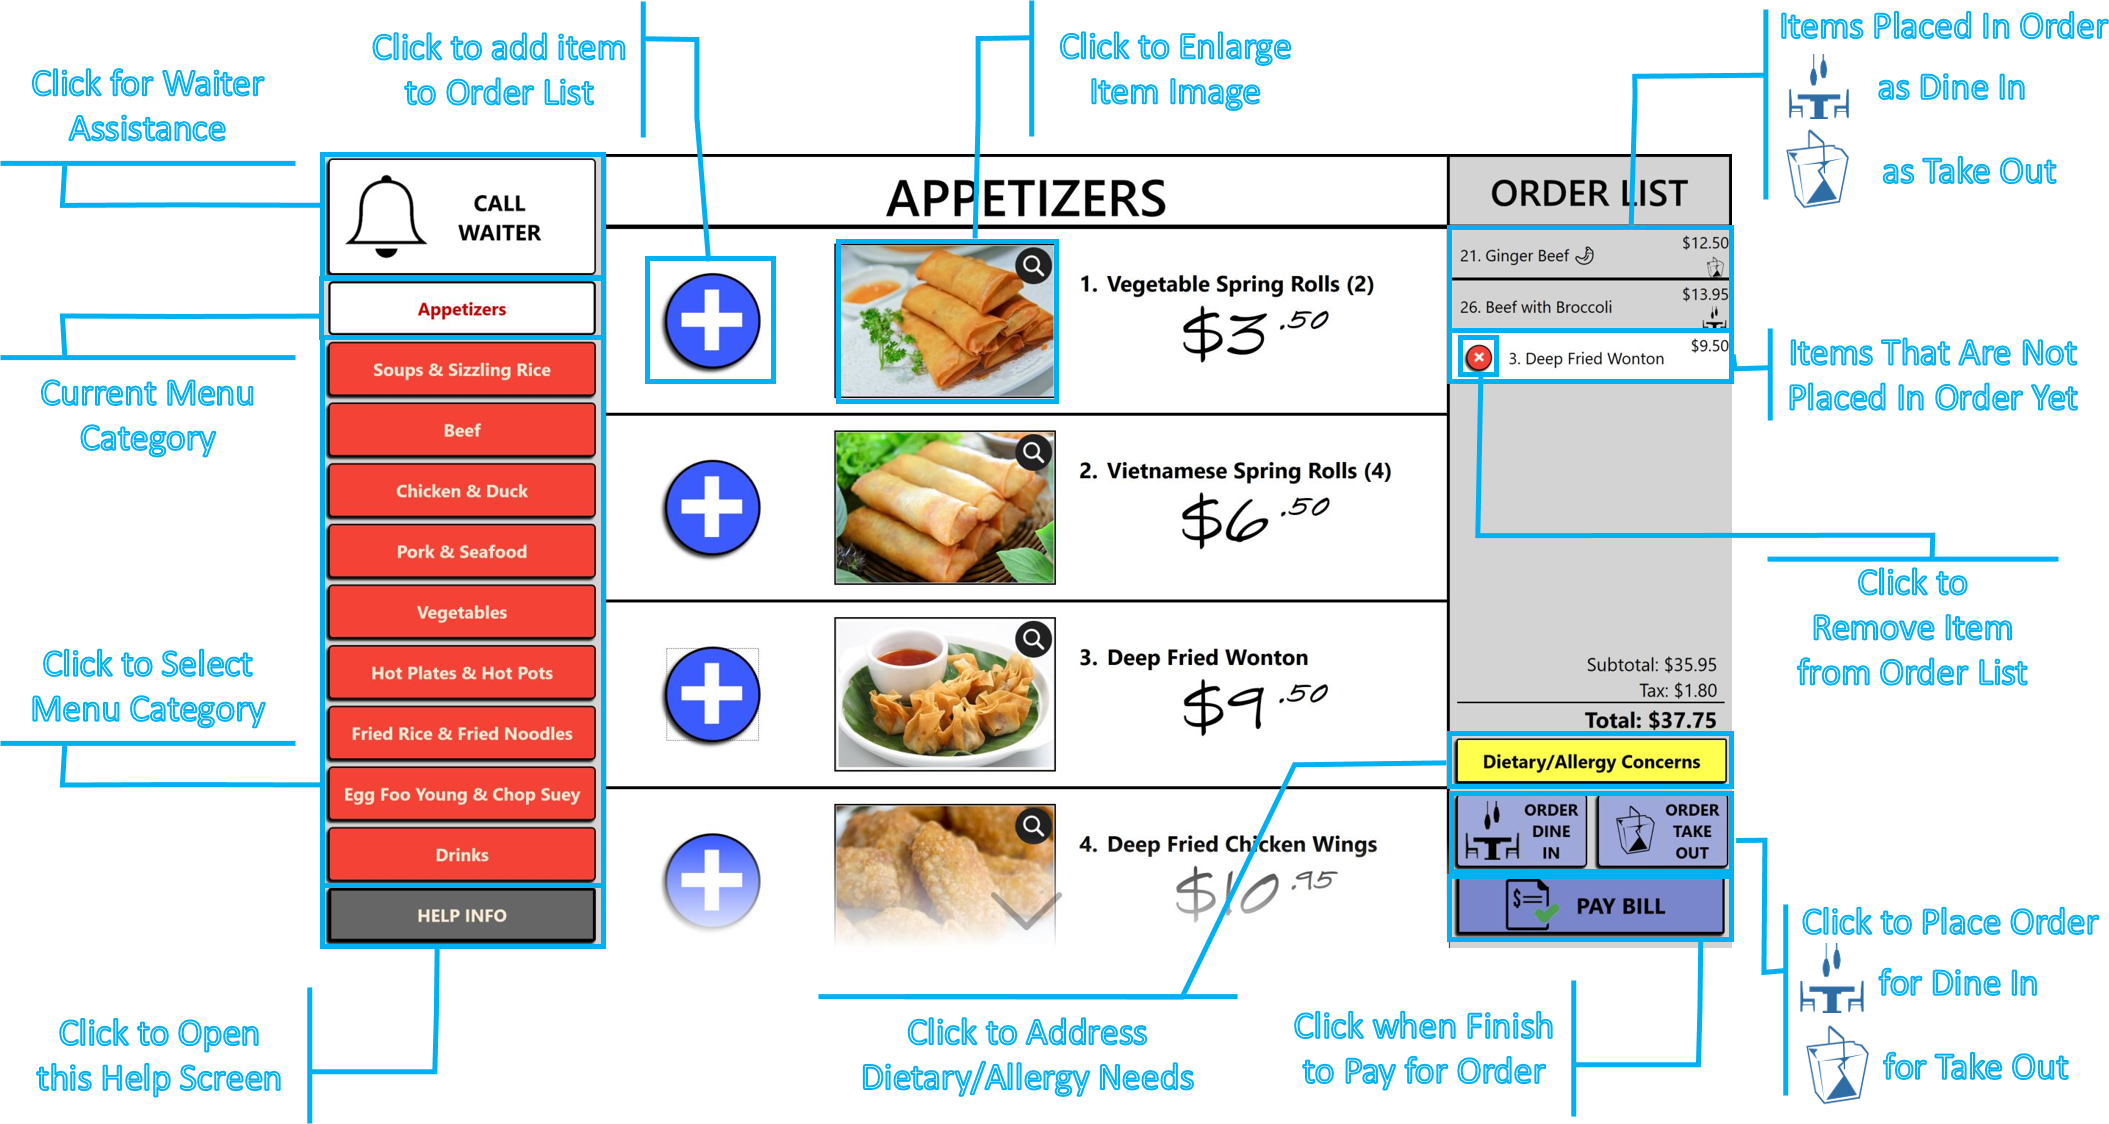 Click for Waiter
Assistance
Click to add item
to Order List
Click to Enlarge
Item Image
Items Placed In Order
as Dine In
as Take Out
CALL
WAITER
Appetizers
Soups & Sizzling Rice
Beef
Chicken & Duck
Pork & Seafood
Vegetables
Hot Plates & Hot Pots
Fried Rice & Fried Noodles
Egg Foo Young & Chop Suey
Drinks
HELP INFO
Current Menu
Category
Click to Select
Menu Category
Click to Open
this Help Screen
APPETIZERS
1. Vegetable Spring Rolls (2)
$3.50
2. Vietnamese Spring Rolls (4)
$6.50
3. Deep Fried Wonton
$9.50
4. Deep Fried Chicken Wings
$10.95
ORDER LIST
21. Ginger Beef $12.50
26. Beef with Broccoli $13.95
3. Deep Fried Wonton $9.50
Subtotal: $35.95
Tax: $1.80
Total: $37.75
Dietary/Allergy Concerns
ORDER
DINE
IN
ORDER
TAKE
OUT
$
PAY BILL
Items That Are Not
Placed In Order Yet
Click to
Remove Item
from Order List
Click to Address
Dietary/Allergy Needs
Click when Finish
to Pay for Order
Click to Place Order
for Dine In
for Take Out